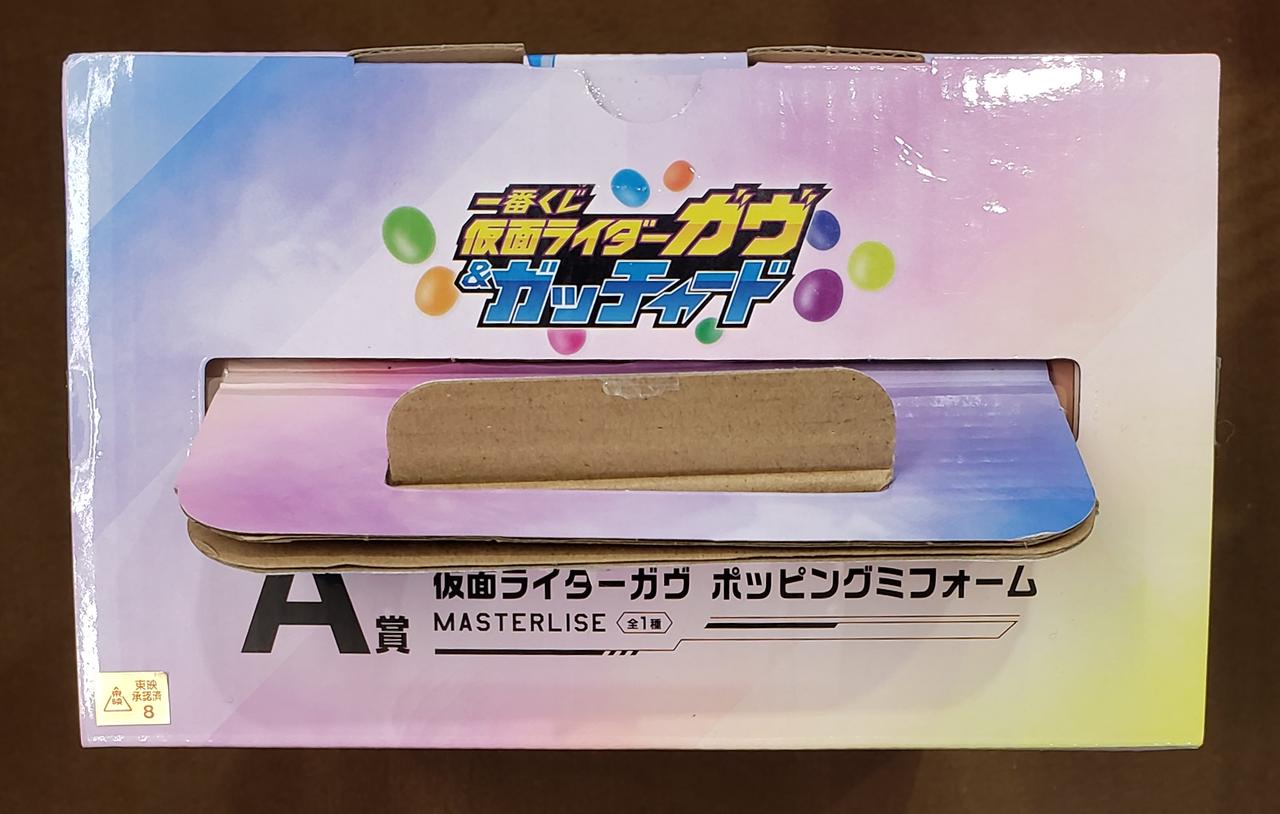 一番くじ
仮面ライダーガヴ
&ガッチャード
A賞
仮面ライダーガヴ ポッピングミフォーム
MASTERLISE 全1種
東映
東映
承認済
8